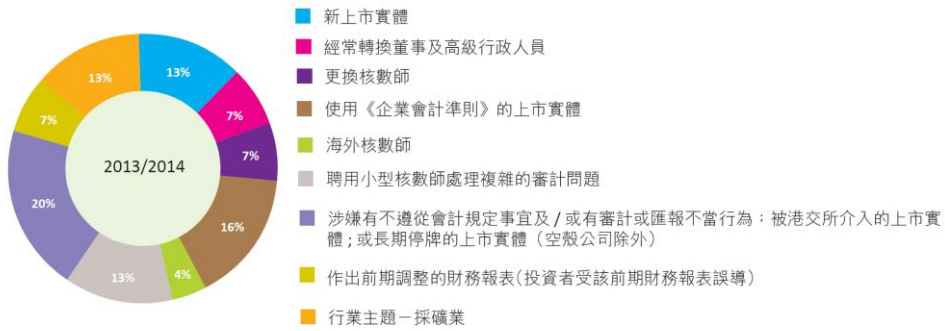 13%
13%
7%
7%
7%
2013/2014
20%
16%
13%
4%
新上市實體
經常轉換董事及高級行政人員
更換核數師
使用《企業會計準則》的上市實體
海外核數師
聘用小型核數師處理複雜的審計問題
涉嫌有不遵從會計規定事宜及 / 或有審計或匯報不當行為：被港交所介入的上市實
體 ; 或長期停牌的上市實體（空殼公司除外）
作出前期調整的財務報表(投資者受該前期財務報表誤導）
行業主題－採礦業